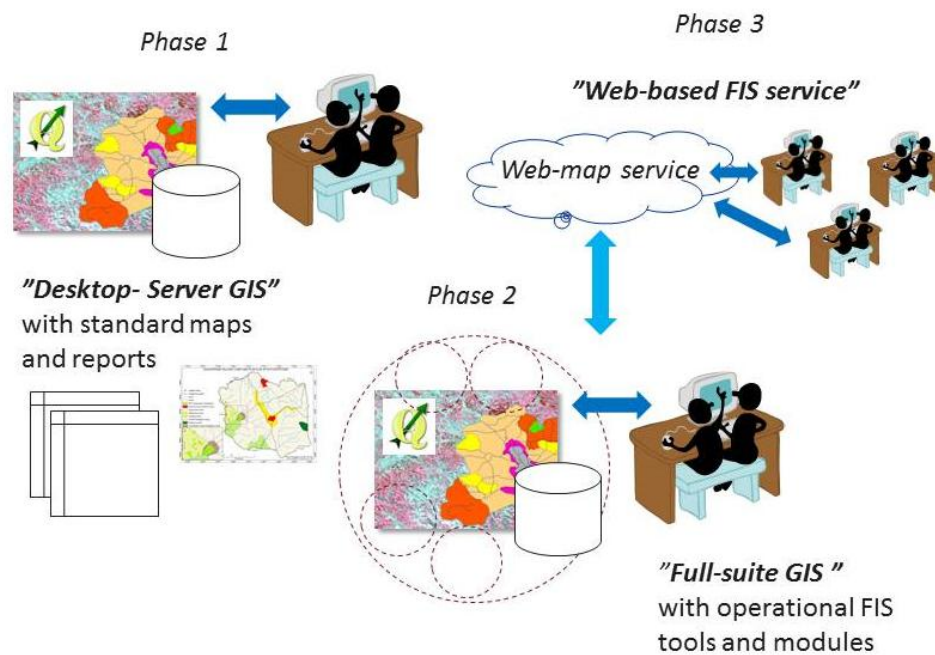 Phase 1
"Desktop- Server GIS"
with standard maps
and reports
Phase 2
"Full-suite GIS "
with operational FIS
tools and modules
Phase 3
"Web-based FIS service"
Web-map service